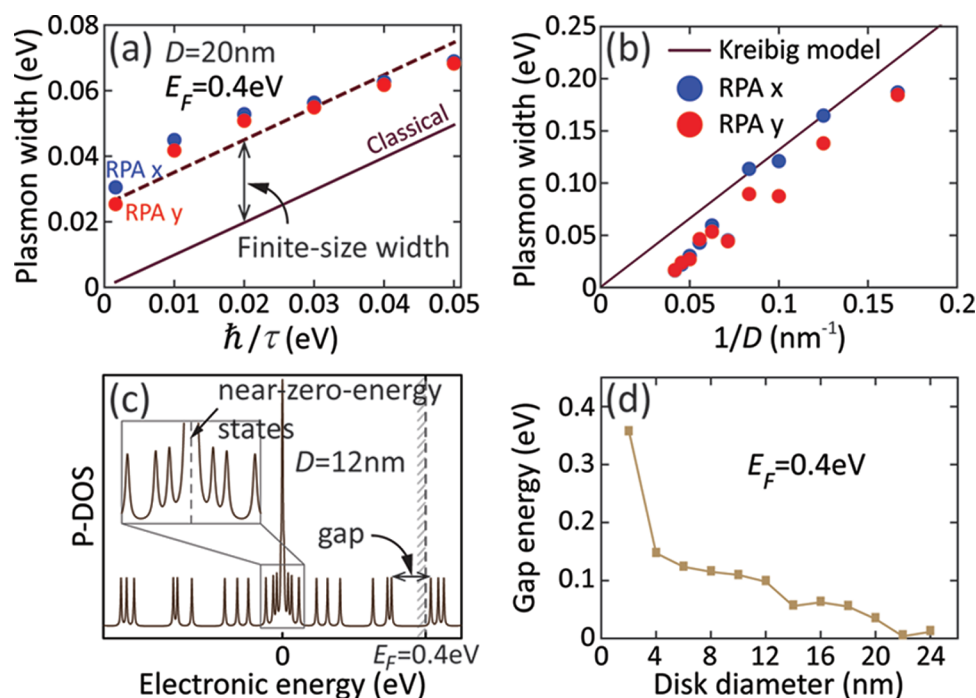 (a)
D=20nm
E_F=0.4eV
0.08
0.06
0.04
0.02
0
Plasmon width (eV)
RPA x
RPA y
Classical
Finite-size width
0.01 0.02 0.03 0.04 0.05
ħ/τ (eV)
(b)
Kreibig model
RPA x
RPA y
0.25
0.20
0.15
0.10
0.05
0
Plasmon width (eV)
0 0.05 0.1 0.15 0.2
1/D (nm⁻¹)
(c)
near-zero-energy
states
D=12nm
gap
P-DOS
0
E_F=0.4eV
Electronic energy (eV)
(d)
E_F=0.4eV
0.4
0.3
0.2
0.1
0
Gap energy (eV)
0 4 8 12 16 20 24
Disk diameter (nm)